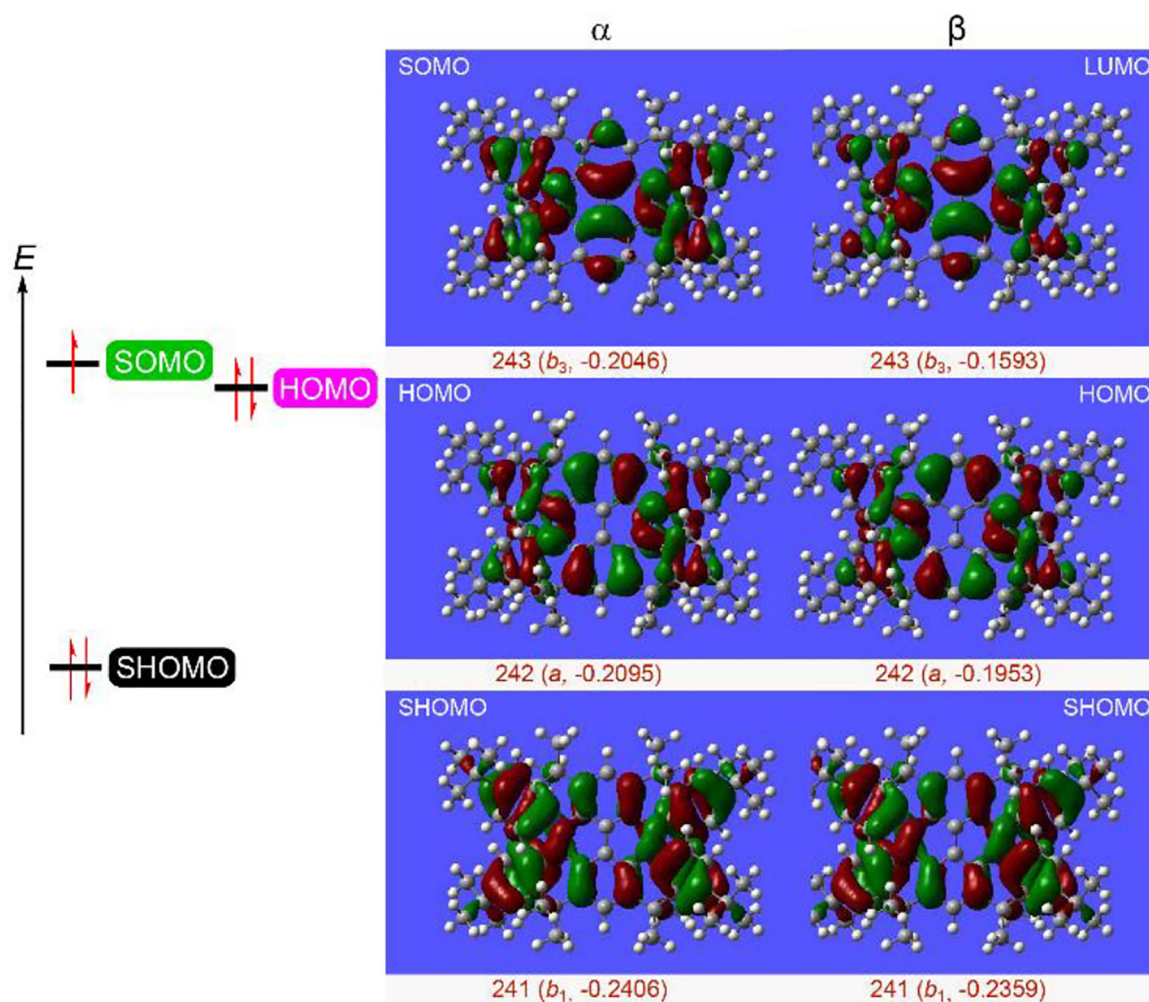 α β
SOMO LUMO
243 (b3, -0.2046) 243 (b3, -0.1593)
E
SOMO
HOMO
HOMO HOMO
242 (a, -0.2095) 242 (a, -0.1953)
SHOMO
SHOMO SHOMO
241 (b1, -0.2406) 241 (b1, -0.2359)